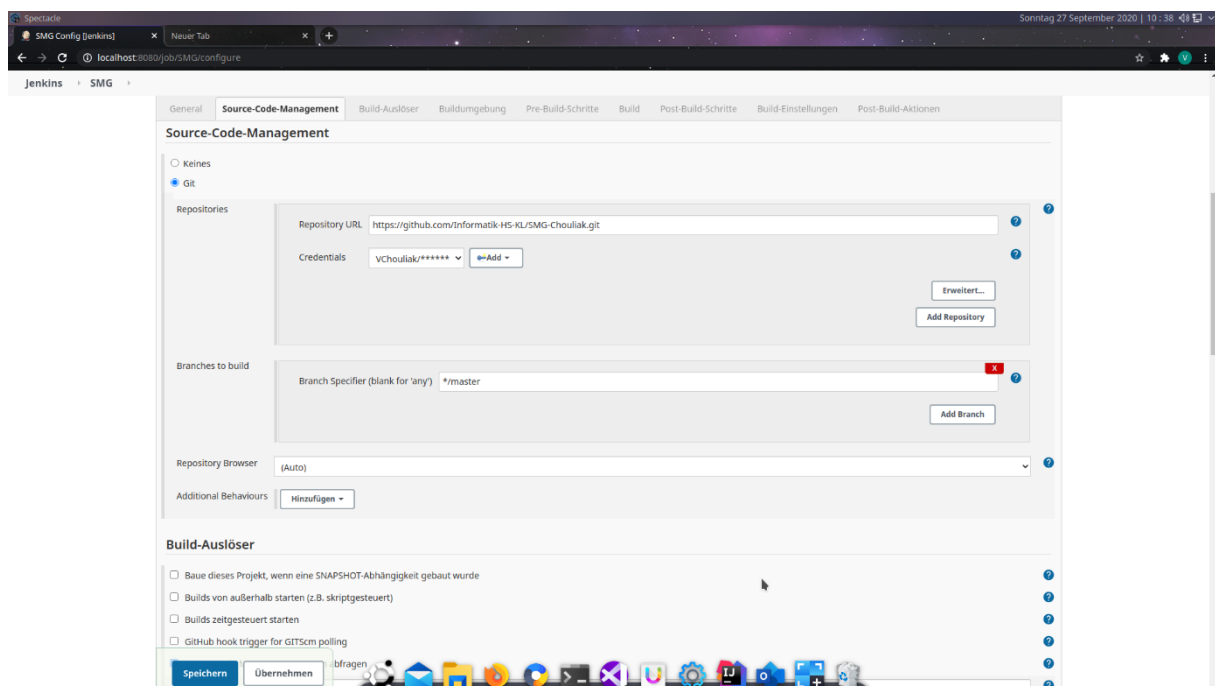 Spectacle
Sonntag 27 September 2020 | 10:38
SMG Config [Jenkins] x Neuer Tab x +
localhost:8080/job/SMG/configure
V
Jenkins SMG
General Source-Code-Management Build-Auslöser Buildumgebung Pre-Build-Schritte Build Post-Build-Schritte Build-Einstellungen Post-Build-Aktionen
Source-Code-Management
Keines
Git
Repositories
Repository URL https://github.com/Informatik-HS-KL/SMG-Chouliak.git
Credentials VChouliak/****** Add
Erweitert...
Add Repository
Branches to build
X
Branch Specifier (blank for 'any') */master
Add Branch
Repository Browser (Auto)
Additional Behaviours Hinzufügen
Build-Auslöser
Baue dieses Projekt, wenn eine SNAPSHOT-Abhängigkeit gebaut wurde
Builds von außerhalb starten (z.B. skriptgesteuert)
Builds zeitgesteuert starten
GitHub hook trigger for GITScm polling
abfragen
Speichern Übernehmen